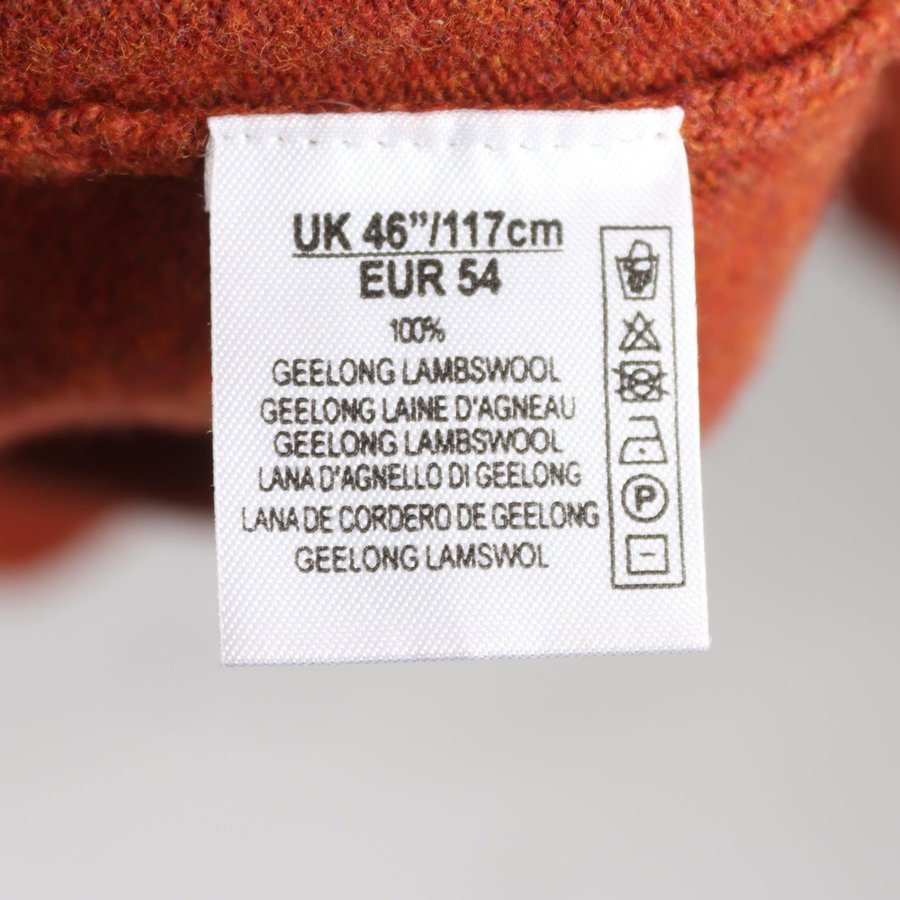 UK 46”/117cm
EUR 54
100%
GEELONG LAMBSWOOL
GEELONG LAINE D'AGNEAU
GEELONG LAMBSWOOL
LANA D'AGNELLO DI GEELONG
LANA DE CORDERO DE GEELONG
GEELONG LAMSWOL
P